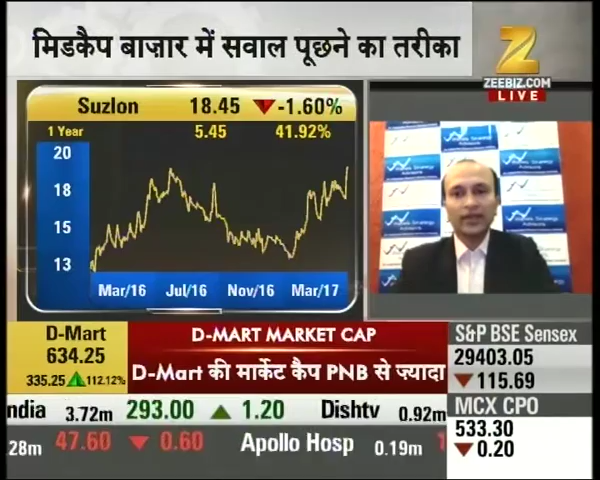 मिडकैप बाज़ार में सवाल पूछने का तरीका
Z
ZEEBIZ.COM
LIVE
Suzlon 18.45 -1.60%
1 Year 5.45 41.92%
20
18
15
13
Mar/16 Jul/16 Nov/16 Mar/17
D-Mart
634.25
335.25 112.12%
D-MART MARKET CAP
D-Mart की मार्केट कैप PNB से ज्यादा
S&P BSE Sensex
29403.05
115.69
MCX CPO
533.30
0.20
ndia 3.72m 293.00 1.20 Dishtv 0.92m
.28m 47.60 0.60 Apollo Hosp 0.19m